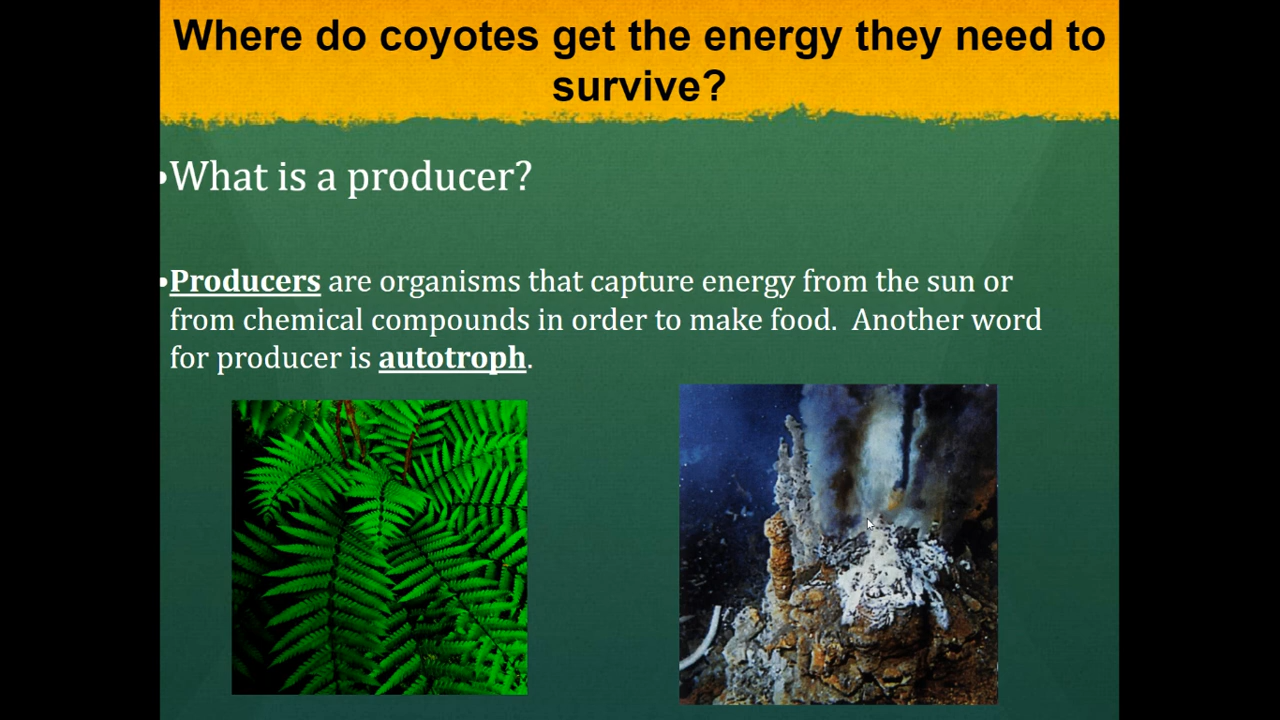 Where do coyotes get the energy they need to
survive?
•What is a producer?
•Producers are organisms that capture energy from the sun or
from chemical compounds in order to make food.  Another word
for producer is autotroph.